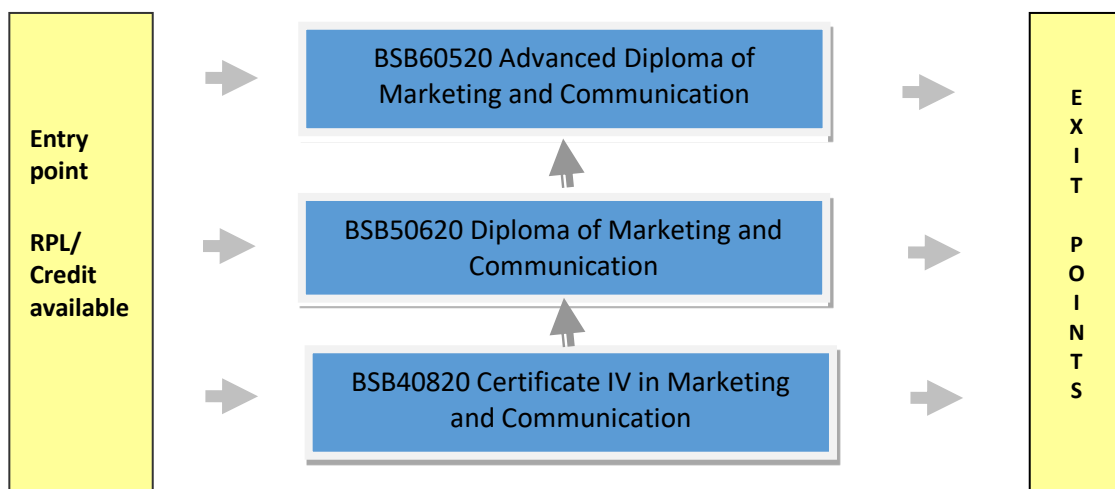 Entry
point
RPL/
Credit
available
BSB60520 Advanced Diploma of
Marketing and Communication
BSB50620 Diploma of Marketing and
Communication
BSB40820 Certificate IV in Marketing
and Communication
E
X
I
T
P
O
I
N
T
S